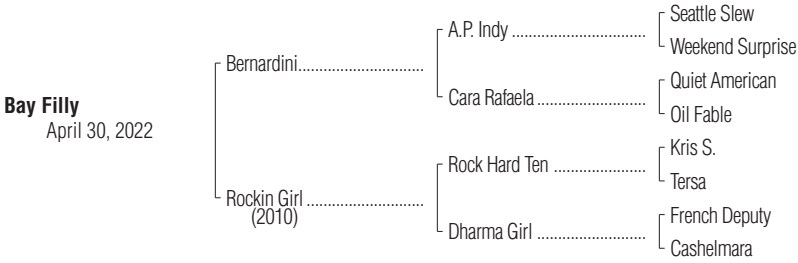 Bay Filly
April 30, 2022
Bernardini............................
Rockin Girl ..........................
(2010)
A.P. Indy ..............................
Cara Rafaela ........................
Rock Hard Ten ....................
Dharma Girl ........................
Seattle Slew
Weekend Surprise
Quiet American
Oil Fable
Kris S.
Tersa
French Deputy
Cashelmara